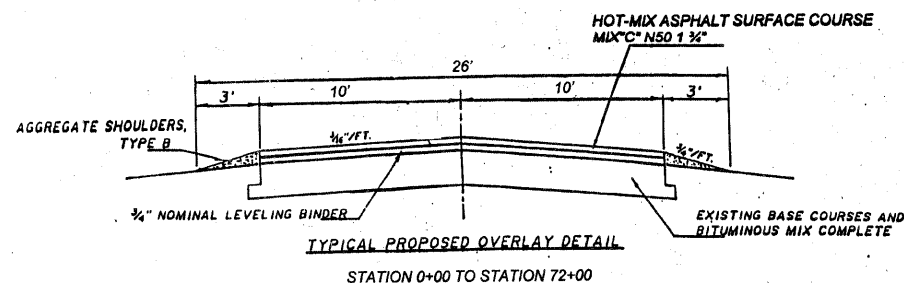 HOT-MIX ASPHALT SURFACE COURSE
MIX"C" N50 1 ¾"
26'
3' 10' 10' 3'
AGGREGATE SHOULDERS,
TYPE B
³⁄₁₆"/FT.
¾"/FT.
¾" NOMINAL LEVELING BINDER
EXISTING BASE COURSES AND
BITUMINOUS MIX COMPLETE
TYPICAL PROPOSED OVERLAY DETAIL
STATION 0+00 TO STATION 72+00